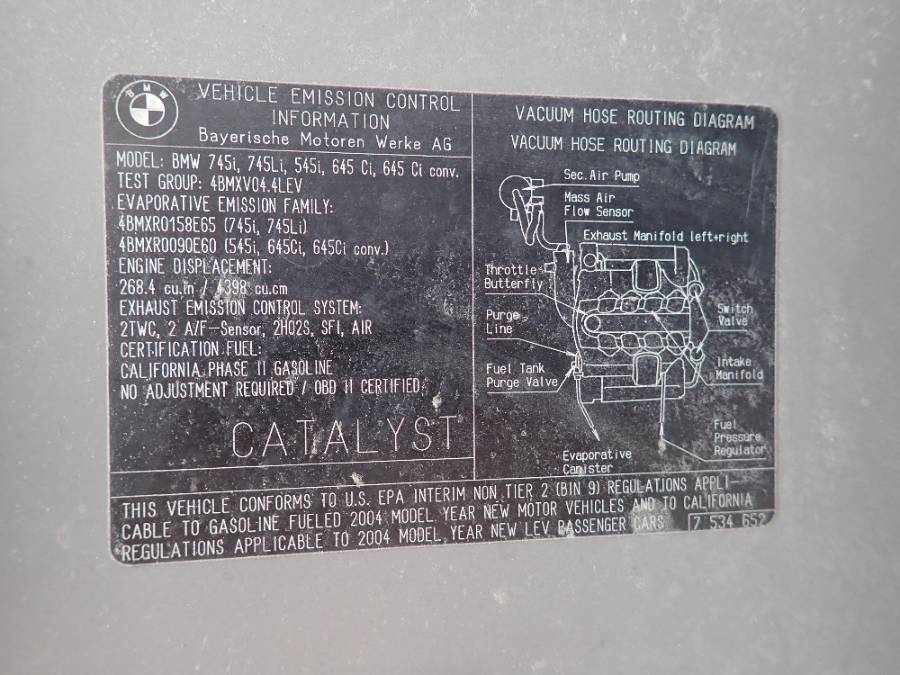 BMW
VEHICLE EMISSION CONTROL
INFORMATION
Bayerische Motoren Werke AG
MODEL: BMW 745i, 745Li, 545i, 645 Ci, 645 Ci conv.
TEST GROUP: 4BMXV04.4LEV
EVAPORATIVE EMISSION FAMILY:
4BMXR0158E65 (745i, 745Li)
4BMXR0090E60 (545i, 645Ci, 645Ci conv.)
ENGINE DISPLACEMENT:
268.4 cu.in / 4398 cu.cm
EXHAUST EMISSION CONTROL SYSTEM:
2TWC, 2 A/F-Sensor, 2HO2S, SFI, AIR
CERTIFICATION FUEL:
CALIFORNIA PHASE II GASOLINE
NO ADJUSTMENT REQUIRED / OBD II CERTIFIED
CATALYST
VACUUM HOSE ROUTING DIAGRAM
VACUUM HOSE ROUTING DIAGRAM
Sec. Air Pump
Mass Air
Flow Sensor
Exhaust Manifold left+right
Throttle
Butterfly
Purge
Line
Switch
Valve
Fuel Tank
Purge Valve
Intake
Manifold
Fuel
Pressure
Regulator
Evaporative
Canister
THIS VEHICLE CONFORMS TO U.S. EPA INTERIM NON TIER 2 (BIN 9) REGULATIONS APPLI-
CABLE TO GASOLINE FUELED 2004 MODEL YEAR NEW MOTOR VEHICLES AND TO CALIFORNIA
REGULATIONS APPLICABLE TO 2004 MODEL YEAR NEW LEV PASSENGER CARS
7 534 652